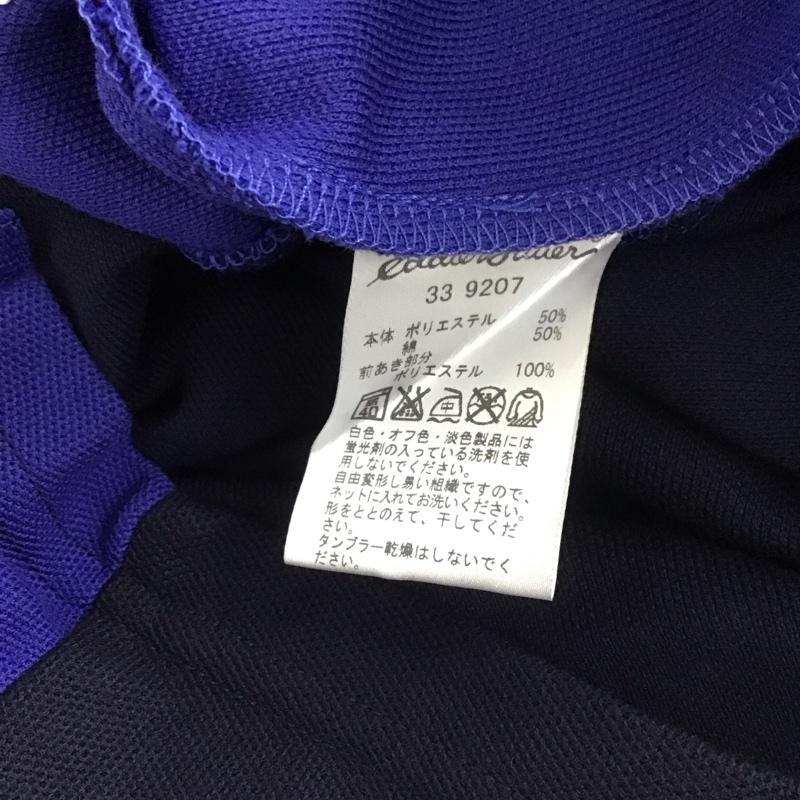 Eddie Bauer
33 9207
本体 ポリエステル 50%
綿 50%
前あき部分
ポリエステル 100%
40 中
白色・オフ色・淡色製品には
蛍光剤の入っている洗剤を使
用しないでください。
自由変形し易い組織ですので、
ネットに入れてお洗いください。
形をととのえて、干してくだ
さい。
タンブラー乾燥はしないでく
ださい。